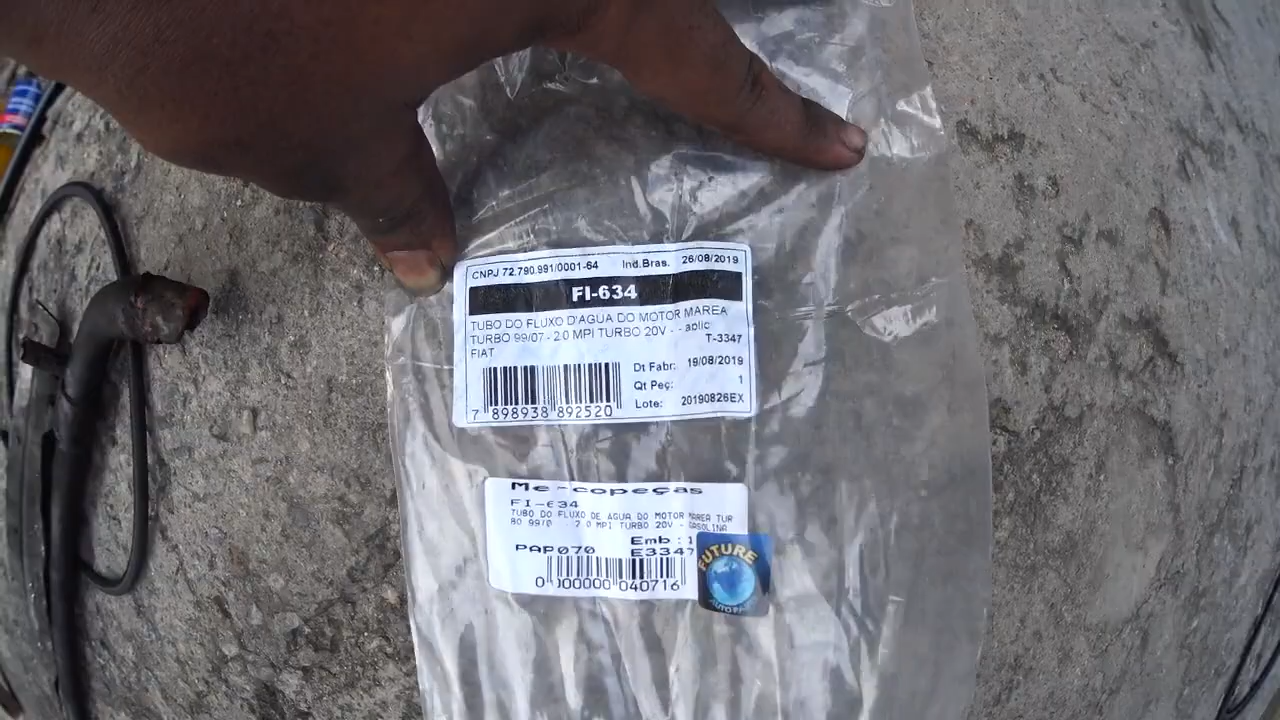 CNPJ 72.790.991/0001-64 Ind.Bras. 26/08/2019
FI-634
TUBO DO FLUXO D'AGUA DO MOTOR MAREA
TURBO 99/07 - 2.0 MPI TURBO 20V - - aplic
T-3347
FIAT
Dt Fabr: 19/08/2019
Qt Peç: 1
Lote: 20190826EX
7 898938 892520
FI-634
TUBO DO FLUXO DE AGUA DO MOTOR MAREA TUR
BO 99/0 - 2.0 MPI TURBO 20V - GASOLINA
Emb: 1
PAP070 E3347
040716
FUTURE
AUTO